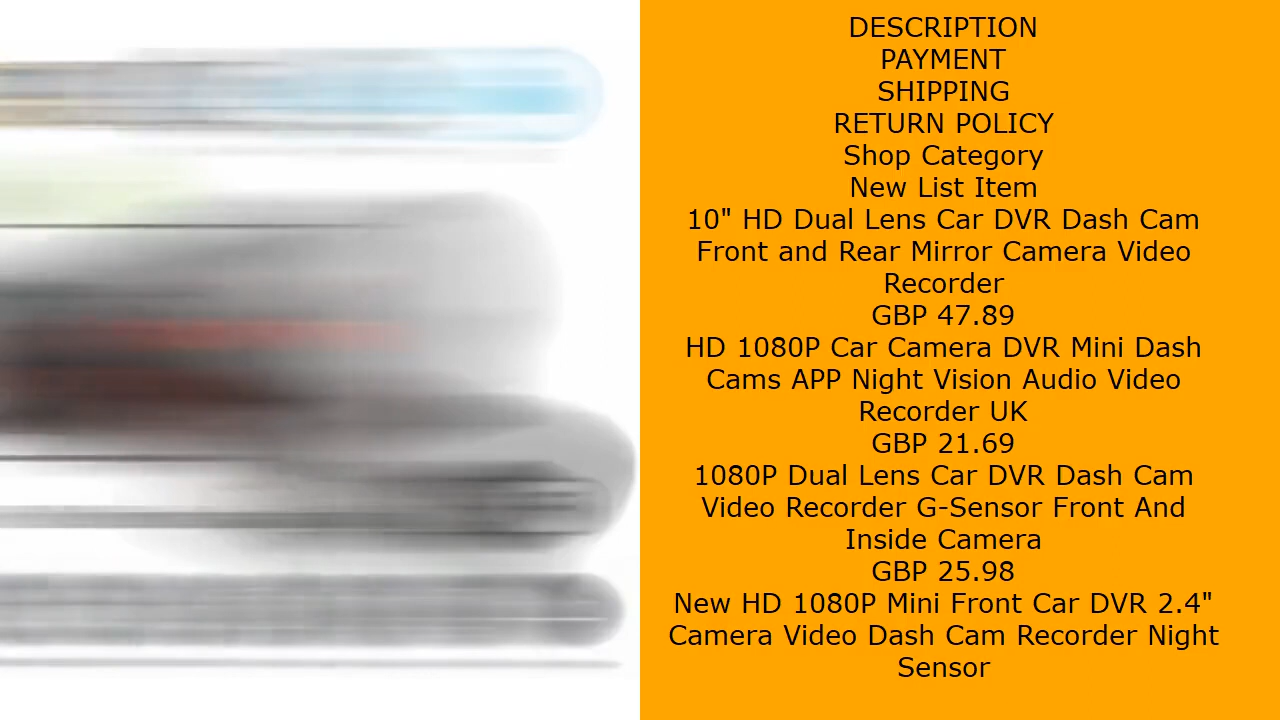 DESCRIPTION
PAYMENT
SHIPPING
RETURN POLICY
Shop Category
New List Item
10" HD Dual Lens Car DVR Dash Cam
Front and Rear Mirror Camera Video
Recorder
GBP 47.89
HD 1080P Car Camera DVR Mini Dash
Cams APP Night Vision Audio Video
Recorder UK
GBP 21.69
1080P Dual Lens Car DVR Dash Cam
Video Recorder G-Sensor Front And
Inside Camera
GBP 25.98
New HD 1080P Mini Front Car DVR 2.4"
Camera Video Dash Cam Recorder Night
Sensor